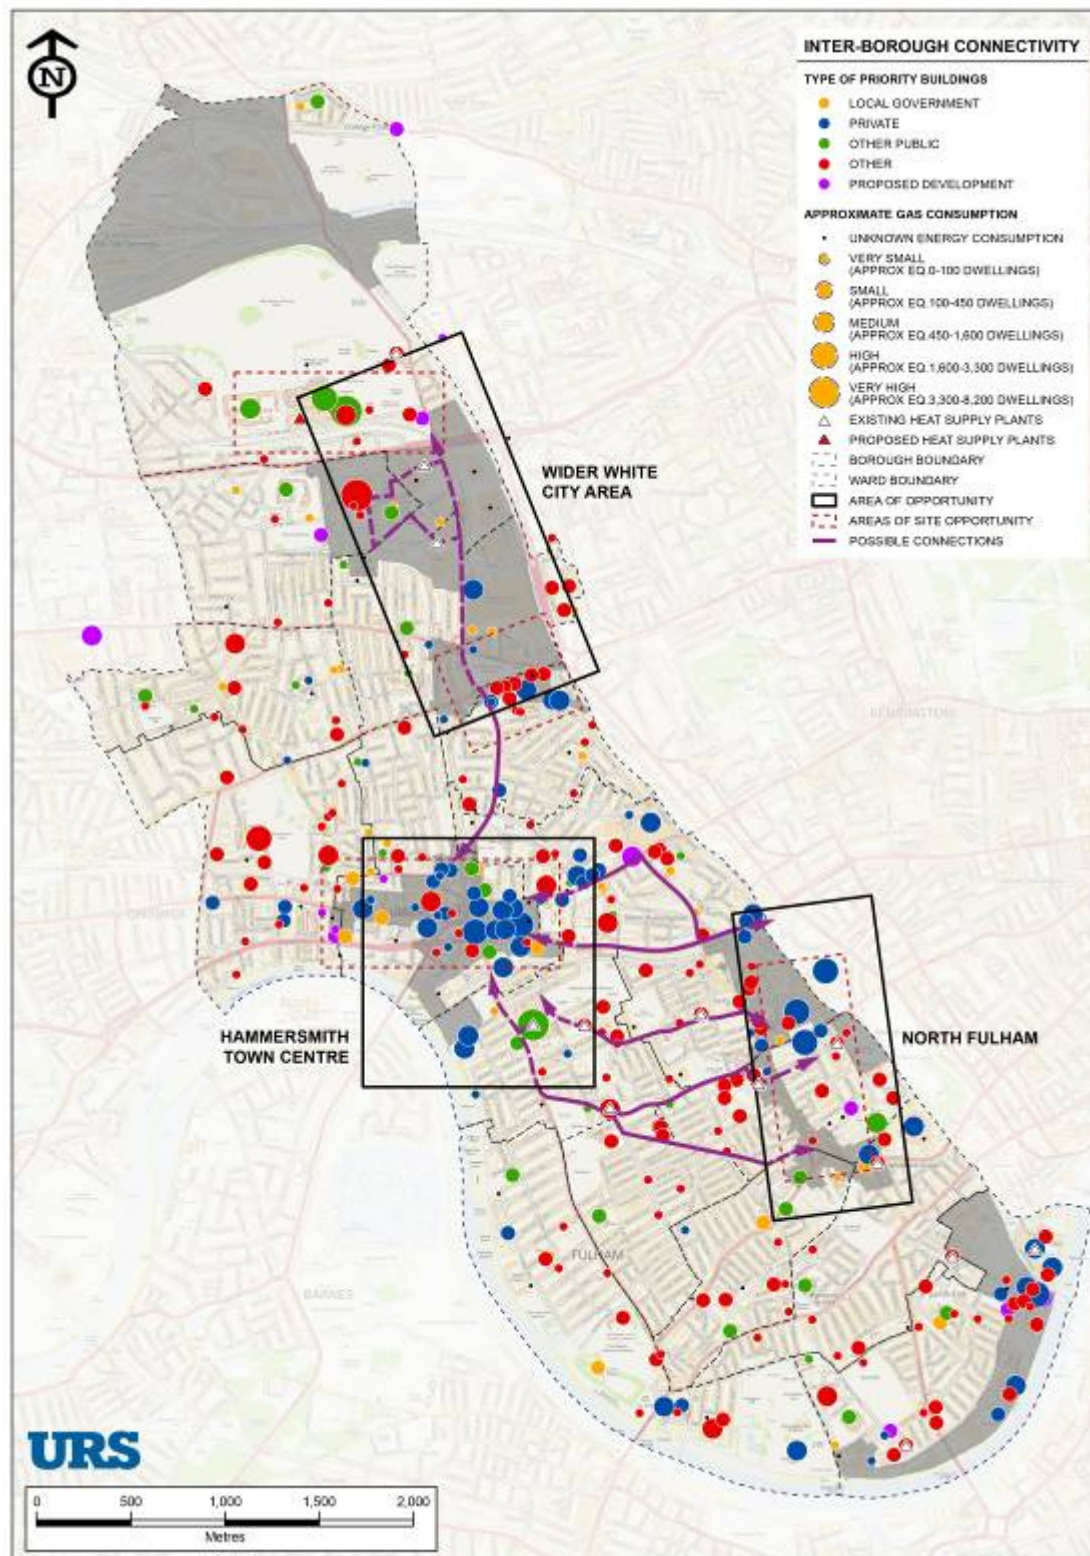 N
INTER-BOROUGH CONNECTIVITY
TYPE OF PRIORITY BUILDINGS
LOCAL GOVERNMENT
PRIVATE
OTHER PUBLIC
OTHER
PROPOSED DEVELOPMENT
APPROXIMATE GAS CONSUMPTION
UNKNOWN ENERGY CONSUMPTION
VERY SMALL
(APPROX EQ.0-100 DWELLINGS)
SMALL
(APPROX EQ.100-450 DWELLINGS)
MEDIUM
(APPROX EQ.450-1,600 DWELLINGS)
HIGH
(APPROX EQ.1,600-3,300 DWELLINGS)
VERY HIGH
(APPROX EQ.3,300-8,200 DWELLINGS)
EXISTING HEAT SUPPLY PLANTS
PROPOSED HEAT SUPPLY PLANTS
BOROUGH BOUNDARY
WARD BOUNDARY
AREA OF OPPORTUNITY
AREAS OF SITE OPPORTUNITY
POSSIBLE CONNECTIONS
WIDER WHITE
CITY AREA
KENSINGTON
CHISWICK
HAMMERSMITH
TOWN CENTRE
NORTH FULHAM
FULHAM
BARNES
URS
0 500 1,000 1,500 2,000
Metres